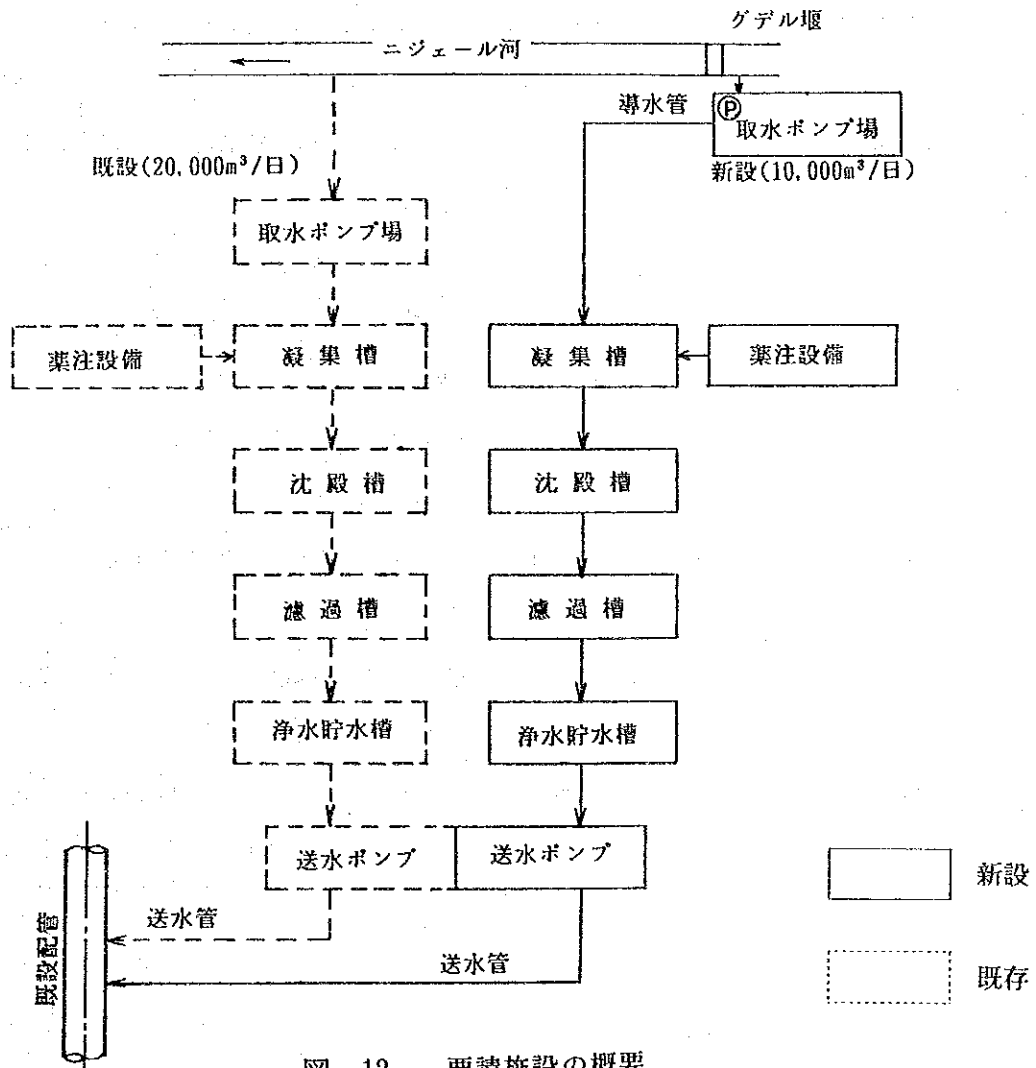 グデル堰
ニジェール河
導水管
Ⓟ
取水ポンプ場
既設(20,000m³/日)
新設(10,000m³/日)
取水ポンプ場
薬注設備
凝集槽
凝集槽
薬注設備
沈殿槽
沈殿槽
濾過槽
濾過槽
浄水貯水槽
浄水貯水槽
送水ポンプ
送水ポンプ
新設
送水管
既設配管
送水管
既存
図 12 要請施設の概要